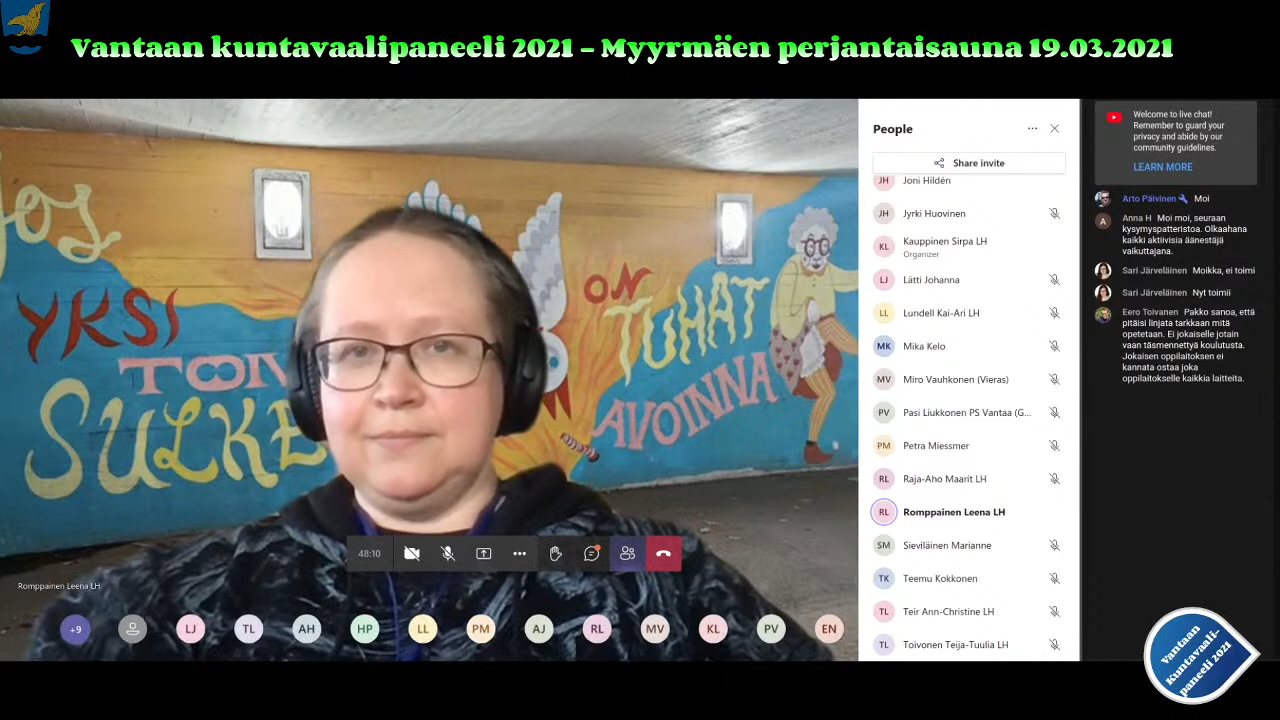 Vantaan kuntavaalipaneeli 2021 – Myyrmäen perjantaisauna 19.03.2021
Jos
YKSI
TOIV
SULKE
ON
TUHAT
AVOINNA
Romppainen Leena LH
48:10
+9
LJ
TL
AH
HP
LL
PM
AJ
RL
MV
KL
PV
EN
People
Share invite
JH Joni Hildén
JH Jyrki Huovinen
KL Kauppinen Sirpa LH
Organizer
LJ Lätti Johanna
LL Lundell Kai-Ari LH
MK Mika Kelo
MV Miro Vauhkonen (Vieras)
PV Pasi Liukkonen PS Vantaa (G...
PM Petra Miessmer
RL Raja-Aho Maarit LH
RL Romppainen Leena LH
SM Sieviläinen Marianne
TK Teemu Kokkonen
TL Teir Ann-Christine LH
TL Toivonen Teija-Tuulia LH
Welcome to live chat!
Remember to guard your
privacy and abide by our
community guidelines.
LEARN MORE
Arto Päivinen Moi
A Anna H Moi moi, seuraan
kysymyspatteristoa. Olkaahana
kaikki aktiivisia äänestäjä
vaikuttajana.
Sari Järveläinen Moikka, ei toimi
Sari Järveläinen Nyt toimii
Eero Toivanen Pakko sanoa, että
pitäisi linjata tarkkaan mitä
opetetaan. Ei jokaiselle jotain
vaan täsmennettyä koulutusta.
Jokaisen oppilaitoksen ei
kannata ostaa joka
oppilaitokselle kaikkia laitteita.
Vantaan
Kuntavaali-
paneeli 2021